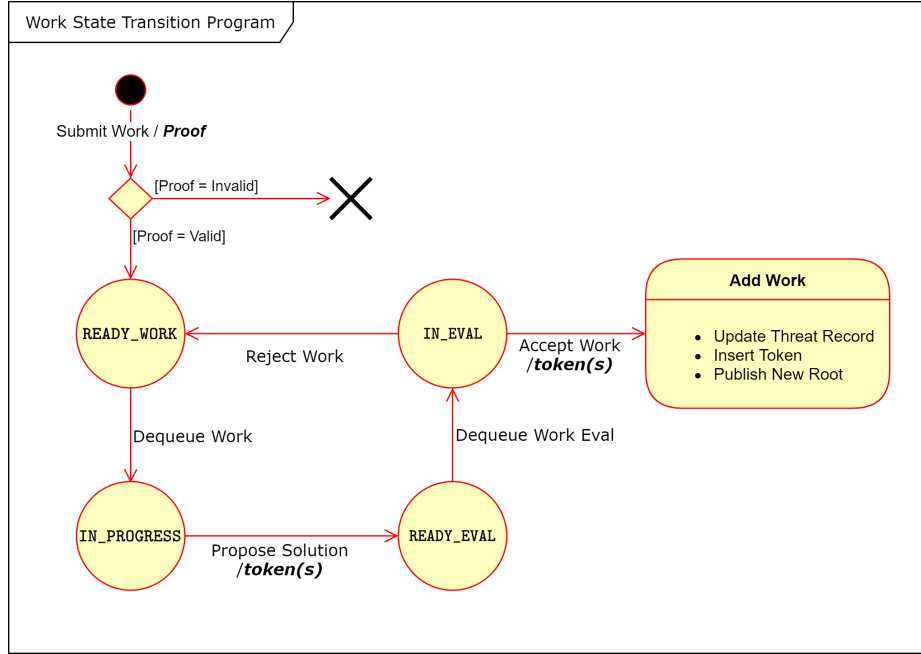 Work State Transition Program
Submit Work / Proof
[Proof = Invalid]
[Proof = Valid]
READY_WORK
IN_EVAL
Add Work
• Update Threat Record
• Insert Token
• Publish New Root
Reject Work
Accept Work
/token(s)
Dequeue Work
Dequeue Work Eval
IN_PROGRESS
READY_EVAL
Propose Solution
/token(s)